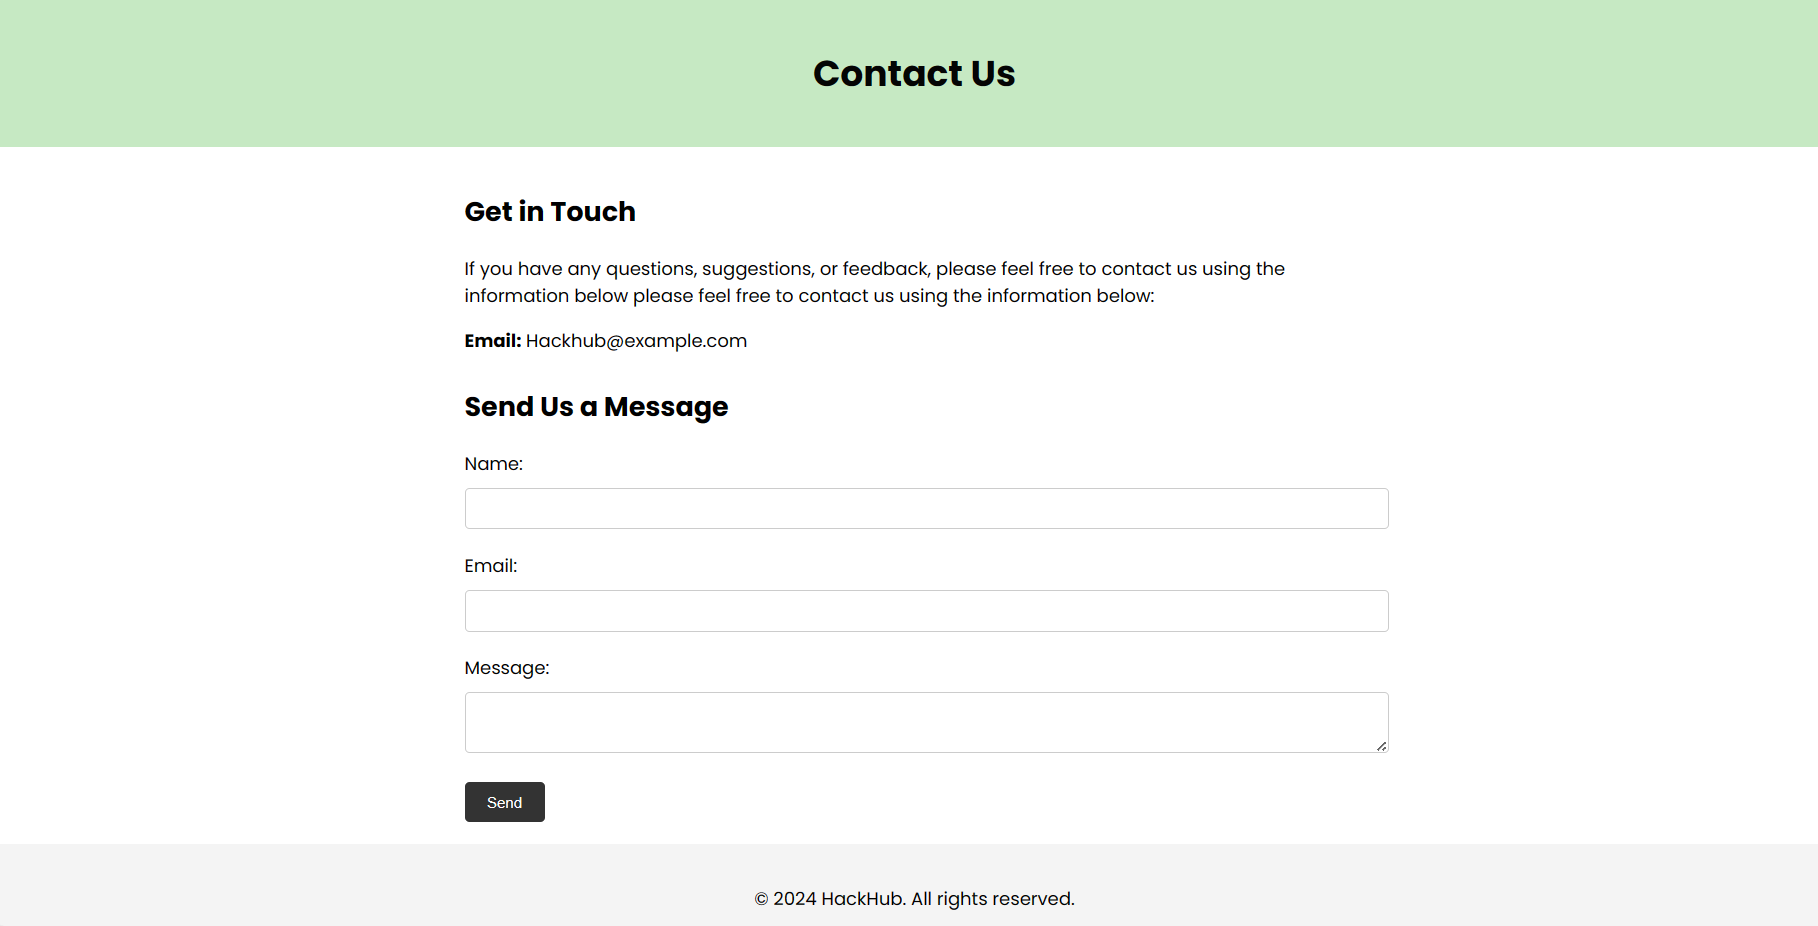 Contact Us
Get in Touch
If you have any questions, suggestions, or feedback, please feel free to contact us using the
information below please feel free to contact us using the information below:
Email: Hackhub@example.com
Send Us a Message
Name:
Email:
Message:
Send
© 2024 HackHub. All rights reserved.